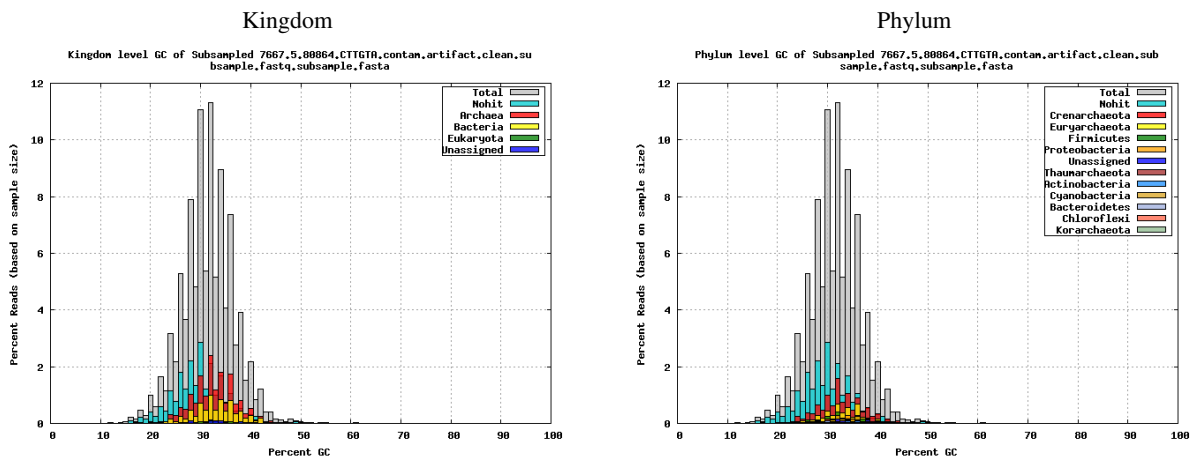 Kingdom
Kingdom level GC of Subsampled 7667.5.80864.CTTGTA.contam.artifact.clean.su
bsample.fastq.subsample.fasta
12
10
8
6
4
2
0
Percent Reads (based on sample size)
Total
Nohit
Archaea
Bacteria
Eukaryota
Unassigned
0 10 20 30 40 50 60 70 80 90 100
Percent GC
Phylum
Phylum level GC of Subsampled 7667.5.80864.CTTGTA.contam.artifact.clean.sub
sample.fastq.subsample.fasta
12
10
8
6
4
2
0
Percent Reads (based on sample size)
Total
Nohit
Crenarchaeota
Euryarchaeota
Firmicutes
Proteobacteria
Unassigned
Thaumarchaeota
Actinobacteria
Cyanobacteria
Bacteroidetes
Chloroflexi
Korarchaeota
0 10 20 30 40 50 60 70 80 90 100
Percent GC